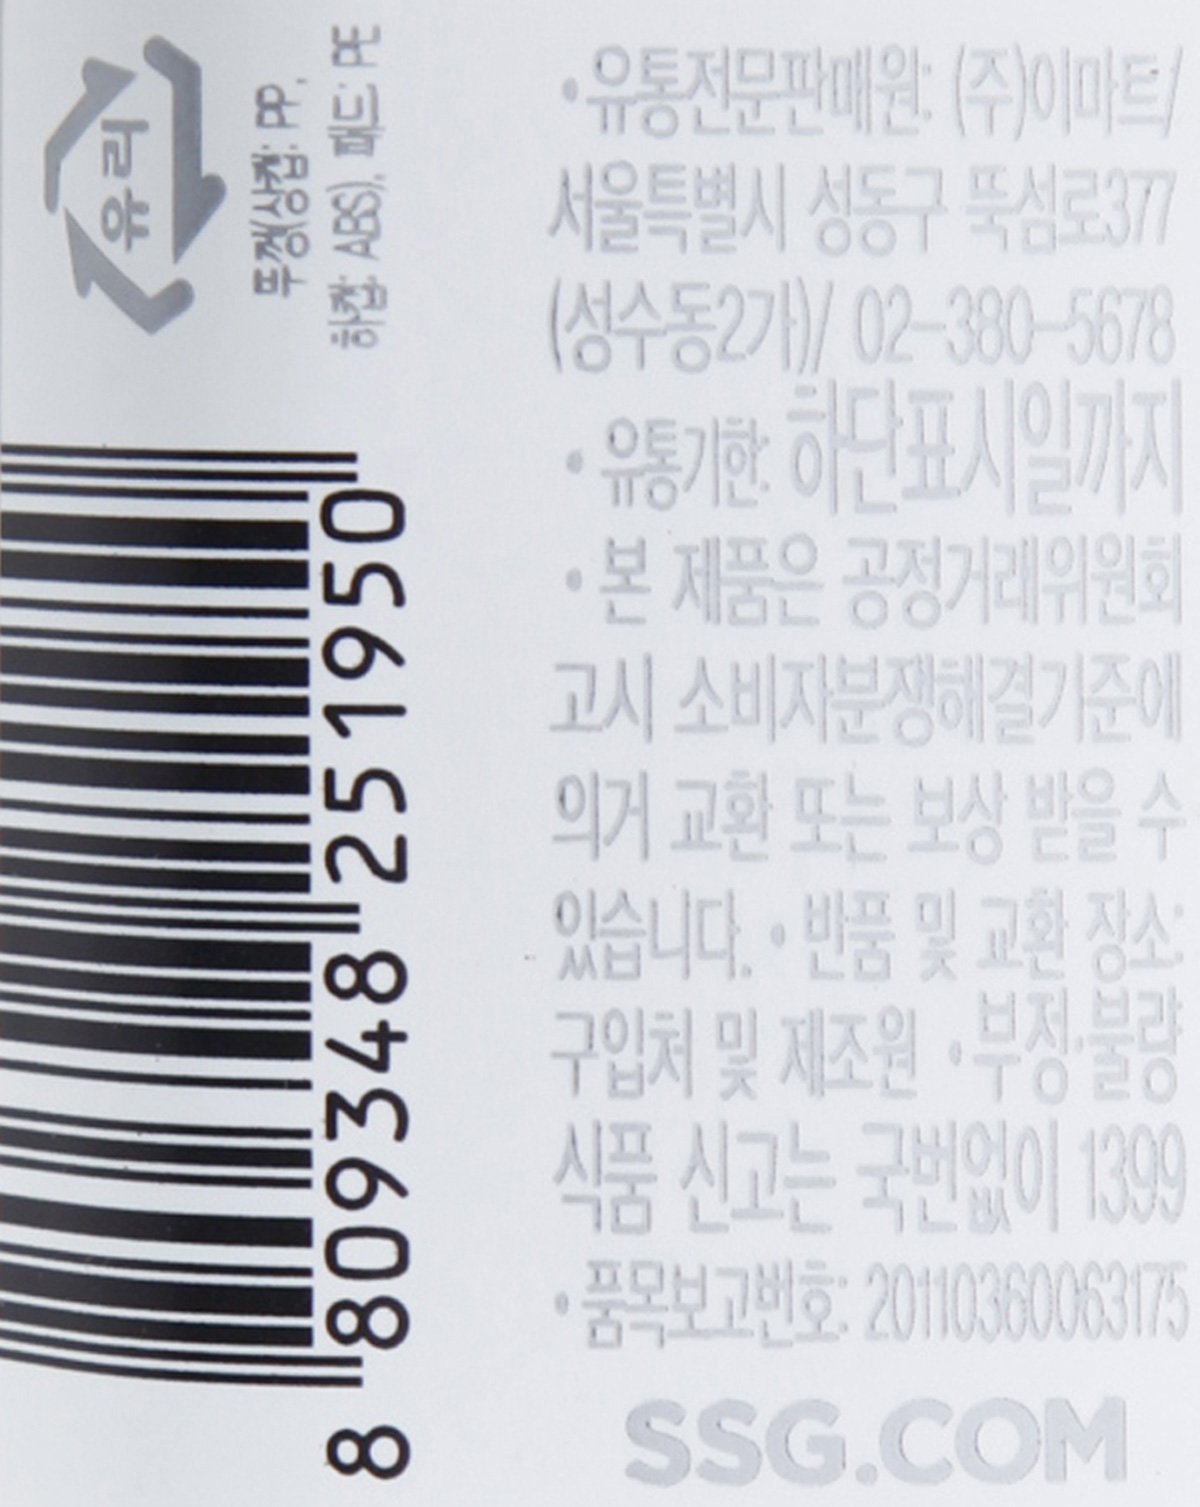 유리
뚜껑(상캡: PP,
하캡: ABS), 패드: PE
8 809348 251950
•유통전문판매원: (주)이마트/
서울특별시 성동구 뚝섬로377
(성수동2가)/ 02-380-5678
•유통기한: 하단표시일까지
•본 제품은 공정거래위원회
고시 소비자분쟁해결기준에
의거 교환 또는 보상 받을 수
있습니다. •반품 및 교환 장소:
구입처 및 제조원 •부정·불량
식품 신고는 국번없이 1399
•품목보고번호: 20110360063175
SSG.COM